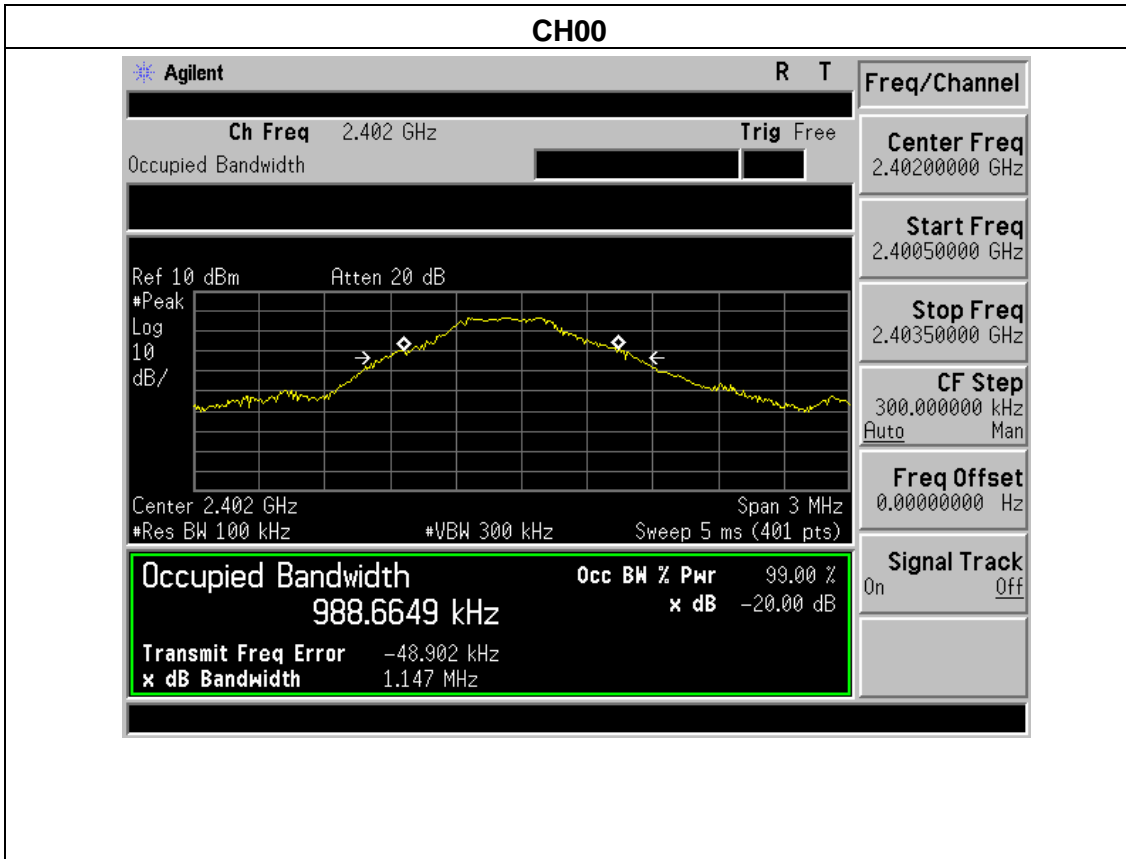 CH00
Agilent R T
Freq/Channel
Ch Freq 2.402 GHz Trig Free
Occupied Bandwidth
Center Freq
2.40200000 GHz
Start Freq
2.40050000 GHz
Ref 10 dBm Atten 20 dB
#Peak
Log
10
dB/
Stop Freq
2.40350000 GHz
CF Step
300.000000 kHz
Auto Man
Freq Offset
0.00000000 Hz
Center 2.402 GHz Span 3 MHz
#Res BW 100 kHz #VBW 300 kHz Sweep 5 ms (401 pts)
Signal Track
On Off
Occupied Bandwidth Occ BW % Pwr 99.00 %
988.6649 kHz x dB -20.00 dB
Transmit Freq Error -48.902 kHz
x dB Bandwidth 1.147 MHz